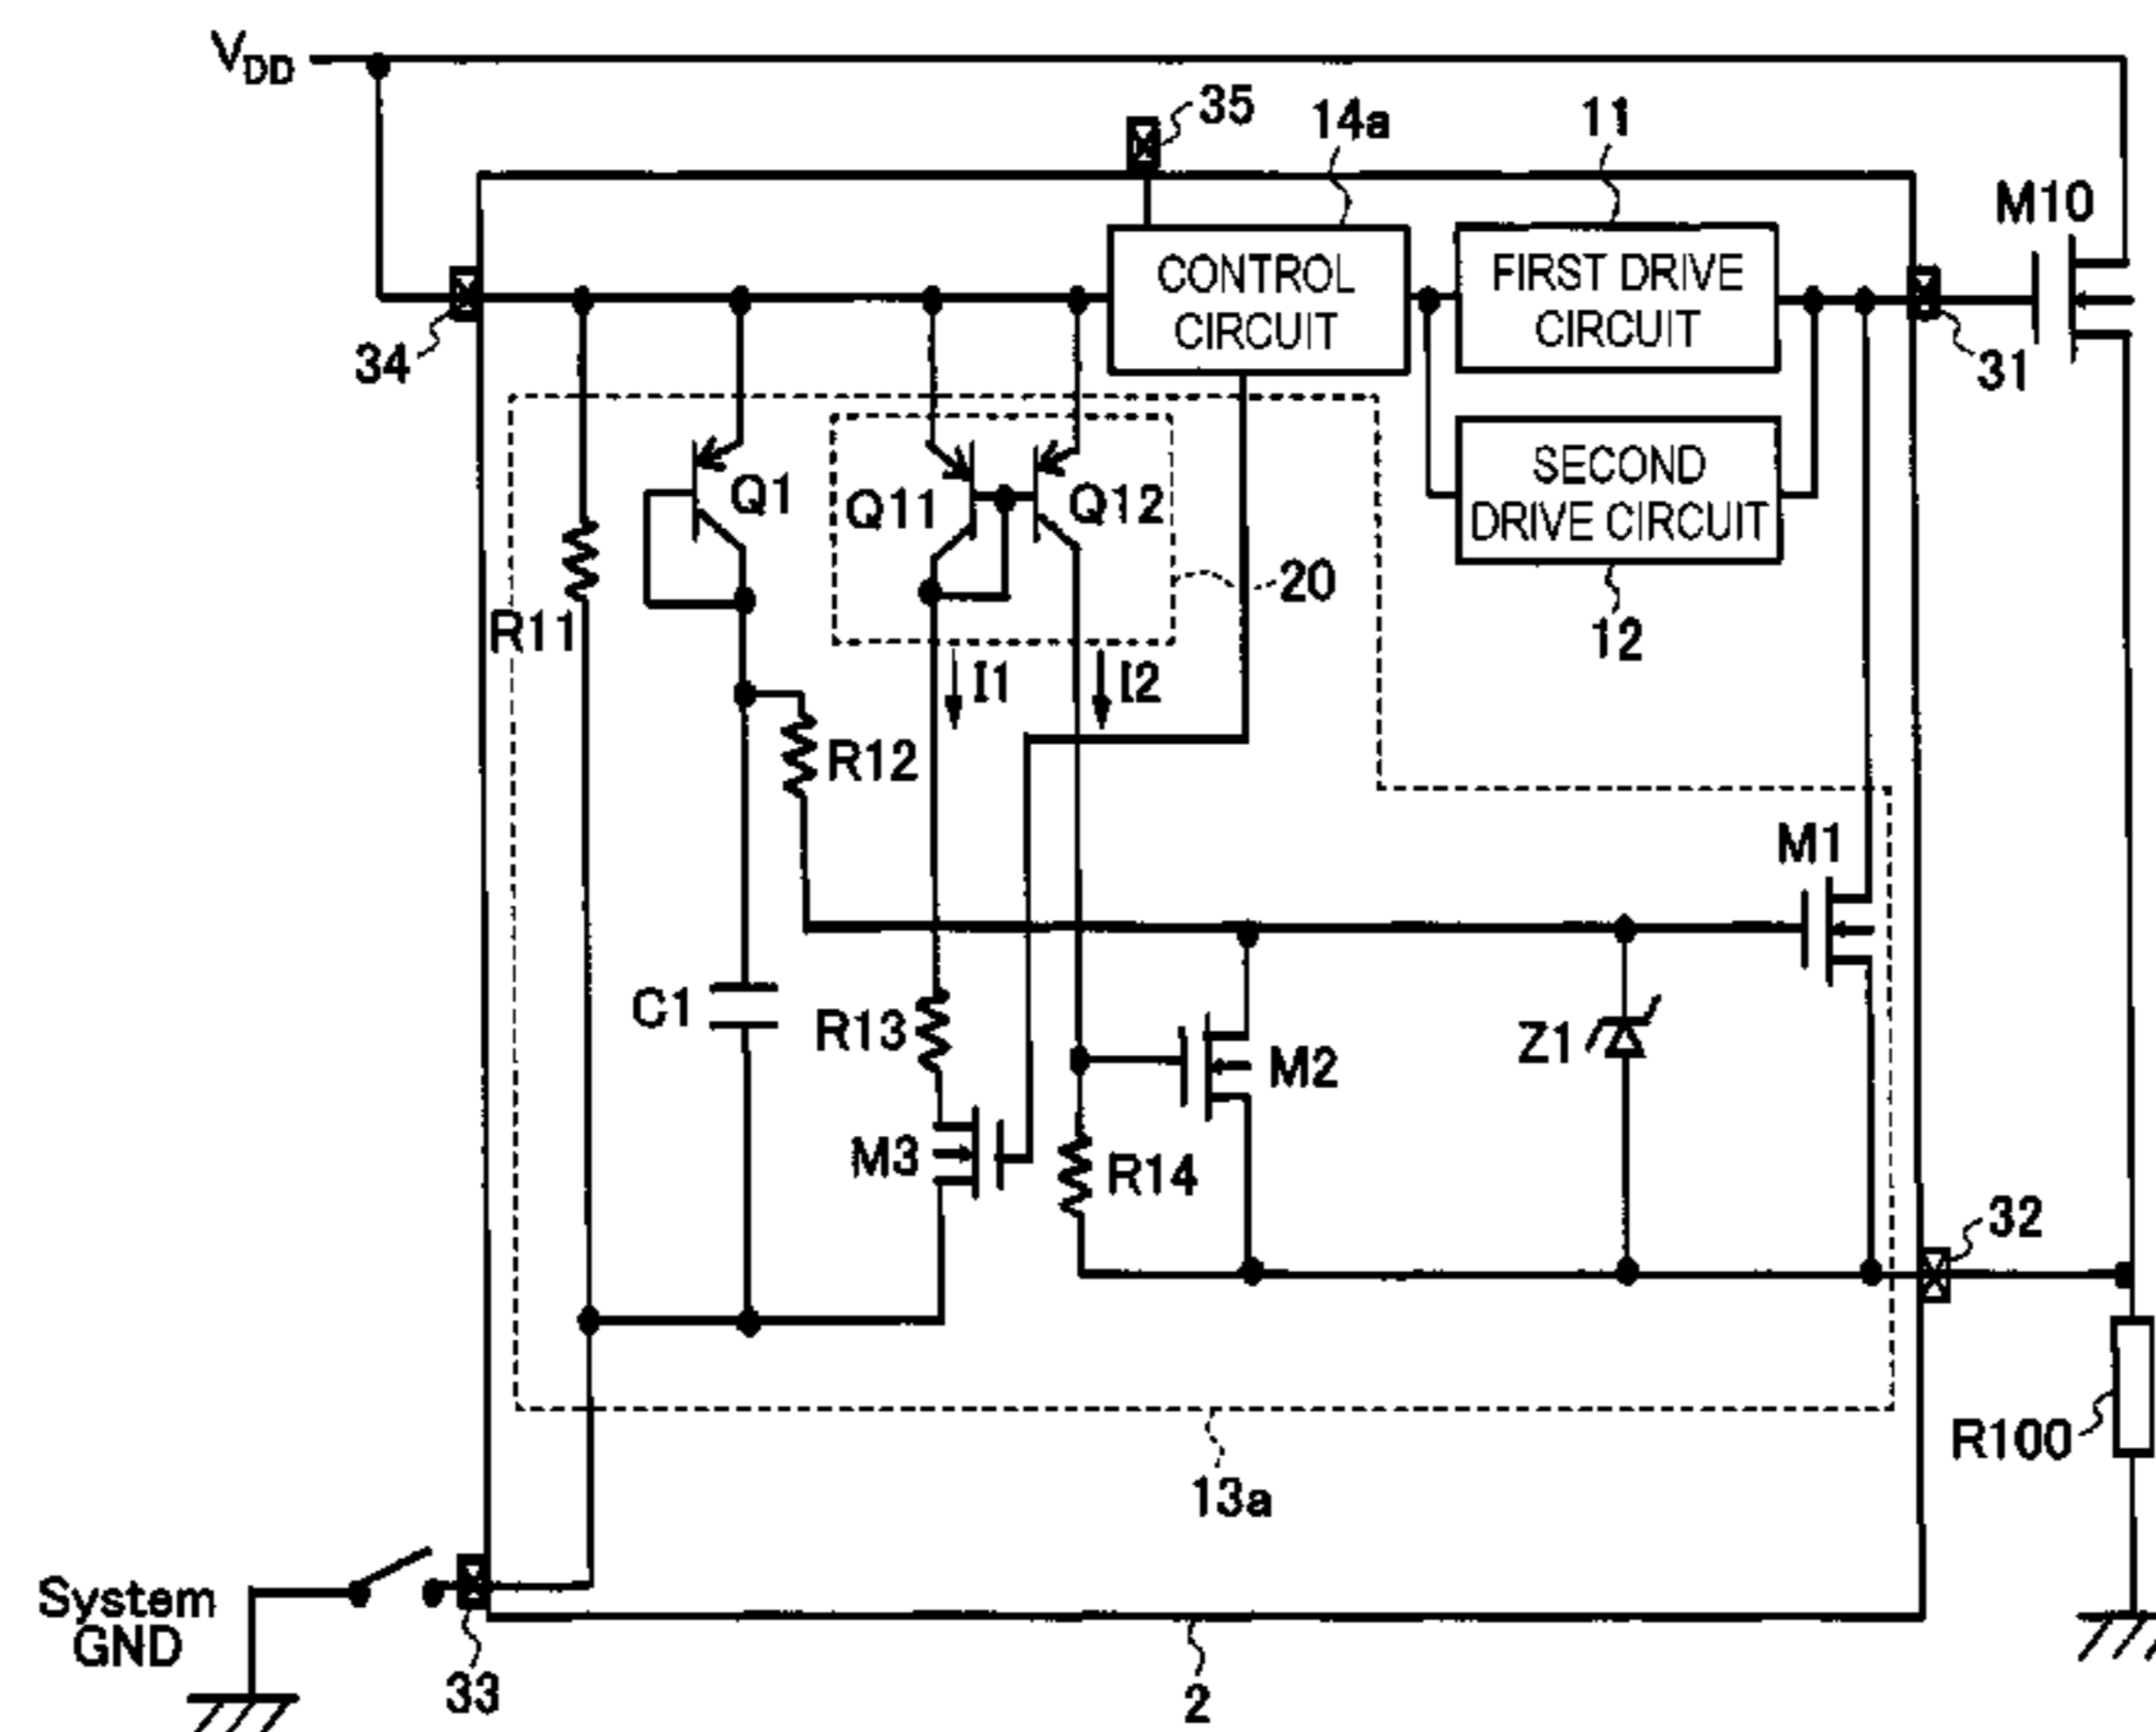 VDD
35
14a
11
M10
CONTROL
CIRCUIT
FIRST DRIVE
CIRCUIT
34
31
Q1
Q11
Q12
SECOND
DRIVE CIRCUIT
20
R11
12
I1
I2
R12
M1
C1
R13
Z1
M2
M3
R14
32
R100
13a
System
GND
33
2